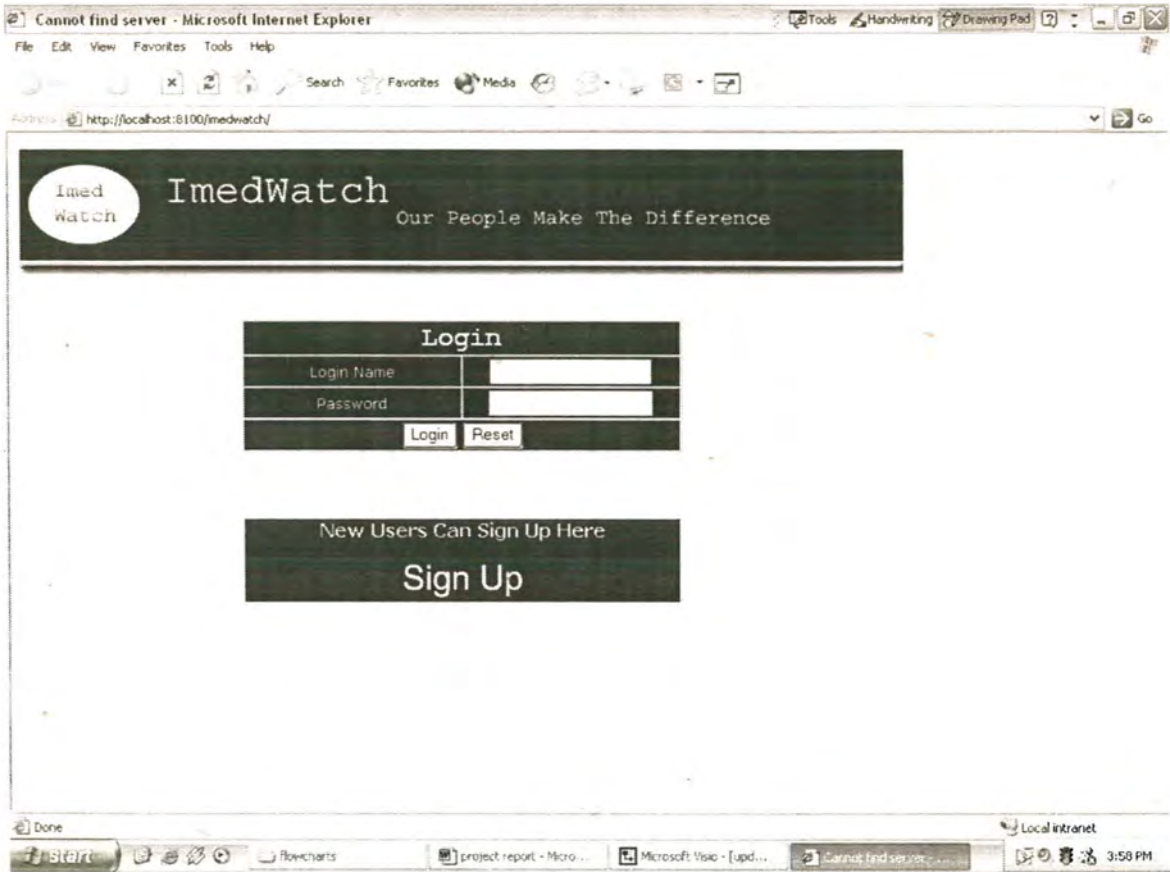 Cannot find server - Microsoft Internet Explorer
Tools Handwriting Drawing Pad
File Edit View Favorites Tools Help
Search Favorites Media
Address http://localhost:8100/imedwatch/ Go
Imed
Watch
ImedWatch
Our People Make The Difference
Login
Login Name
Password
Login Reset
New Users Can Sign Up Here
Sign Up
Done Local intranet
start flowcharts project report - Micro ... Microsoft Visio - [upd... Cannot find server - ... 3:58 PM